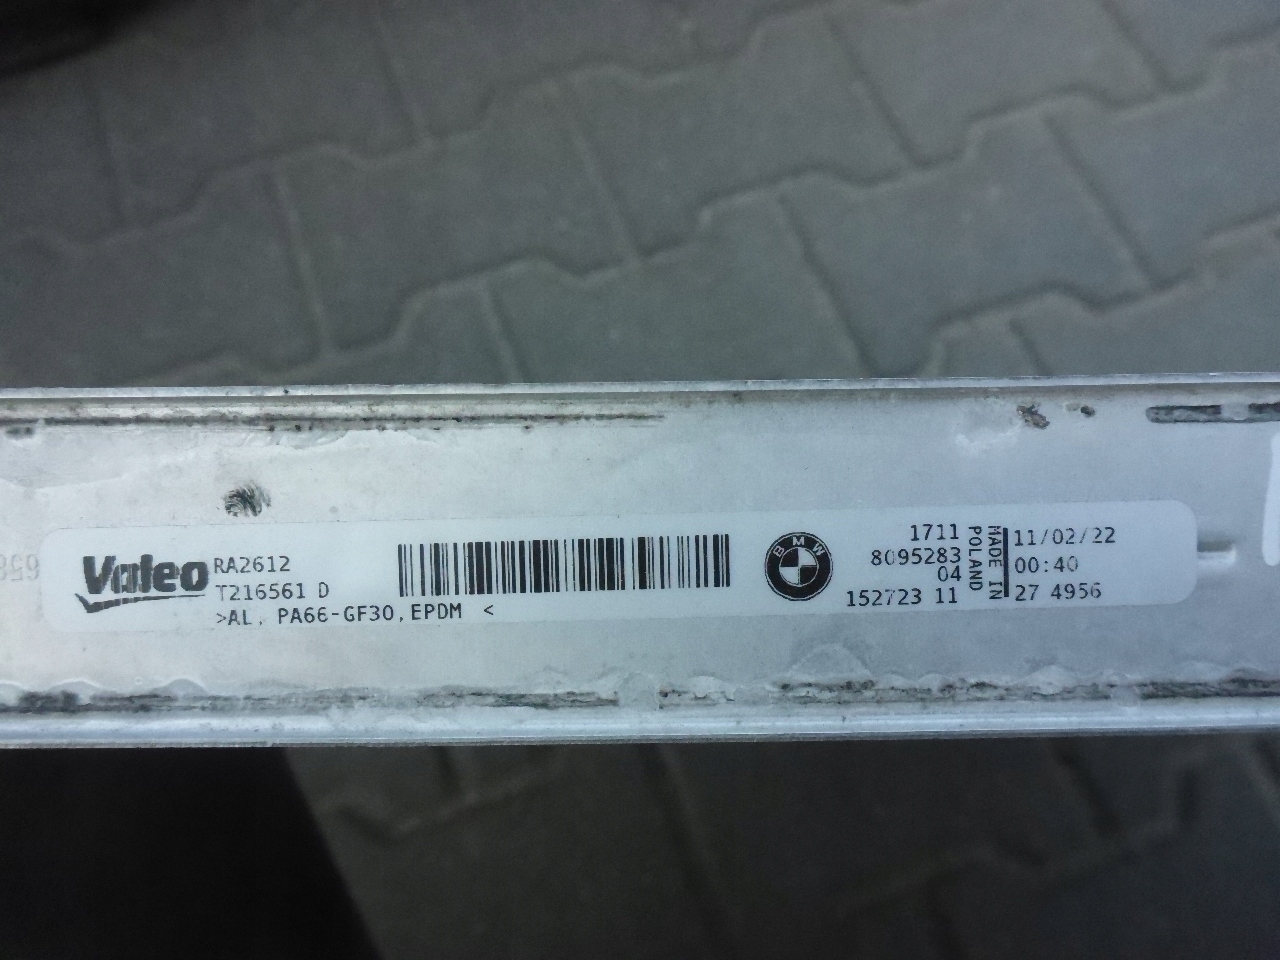 Valeo
RA2612
T216561 D
>AL, PA66-GF30,EPDM <
BMW
1711
8095283
04
152723 11
MADE IN
POLAND
11/02/22
00:40
27 4956